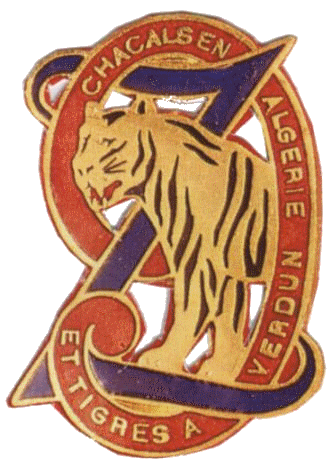 CHACALS EN ALGERIE
ET TIGRES A VERDUN